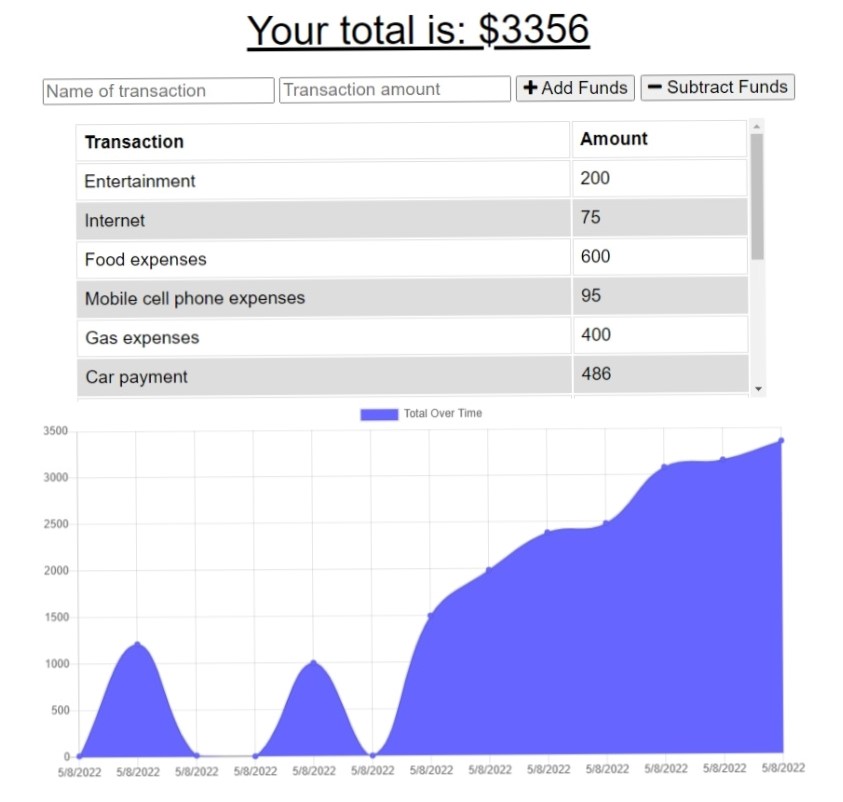 Your total is: $3356
Name of transaction Transaction amount + Add Funds − Subtract Funds
Transaction Amount
Entertainment 200
Internet 75
Food expenses 600
Mobile cell phone expenses 95
Gas expenses 400
Car payment 486
Total Over Time
3500
3000
2500
2000
1500
1000
500
0
5/8/2022 5/8/2022 5/8/2022 5/8/2022 5/8/2022 5/8/2022 5/8/2022 5/8/2022 5/8/2022 5/8/2022 5/8/2022 5/8/2022 5/8/2022